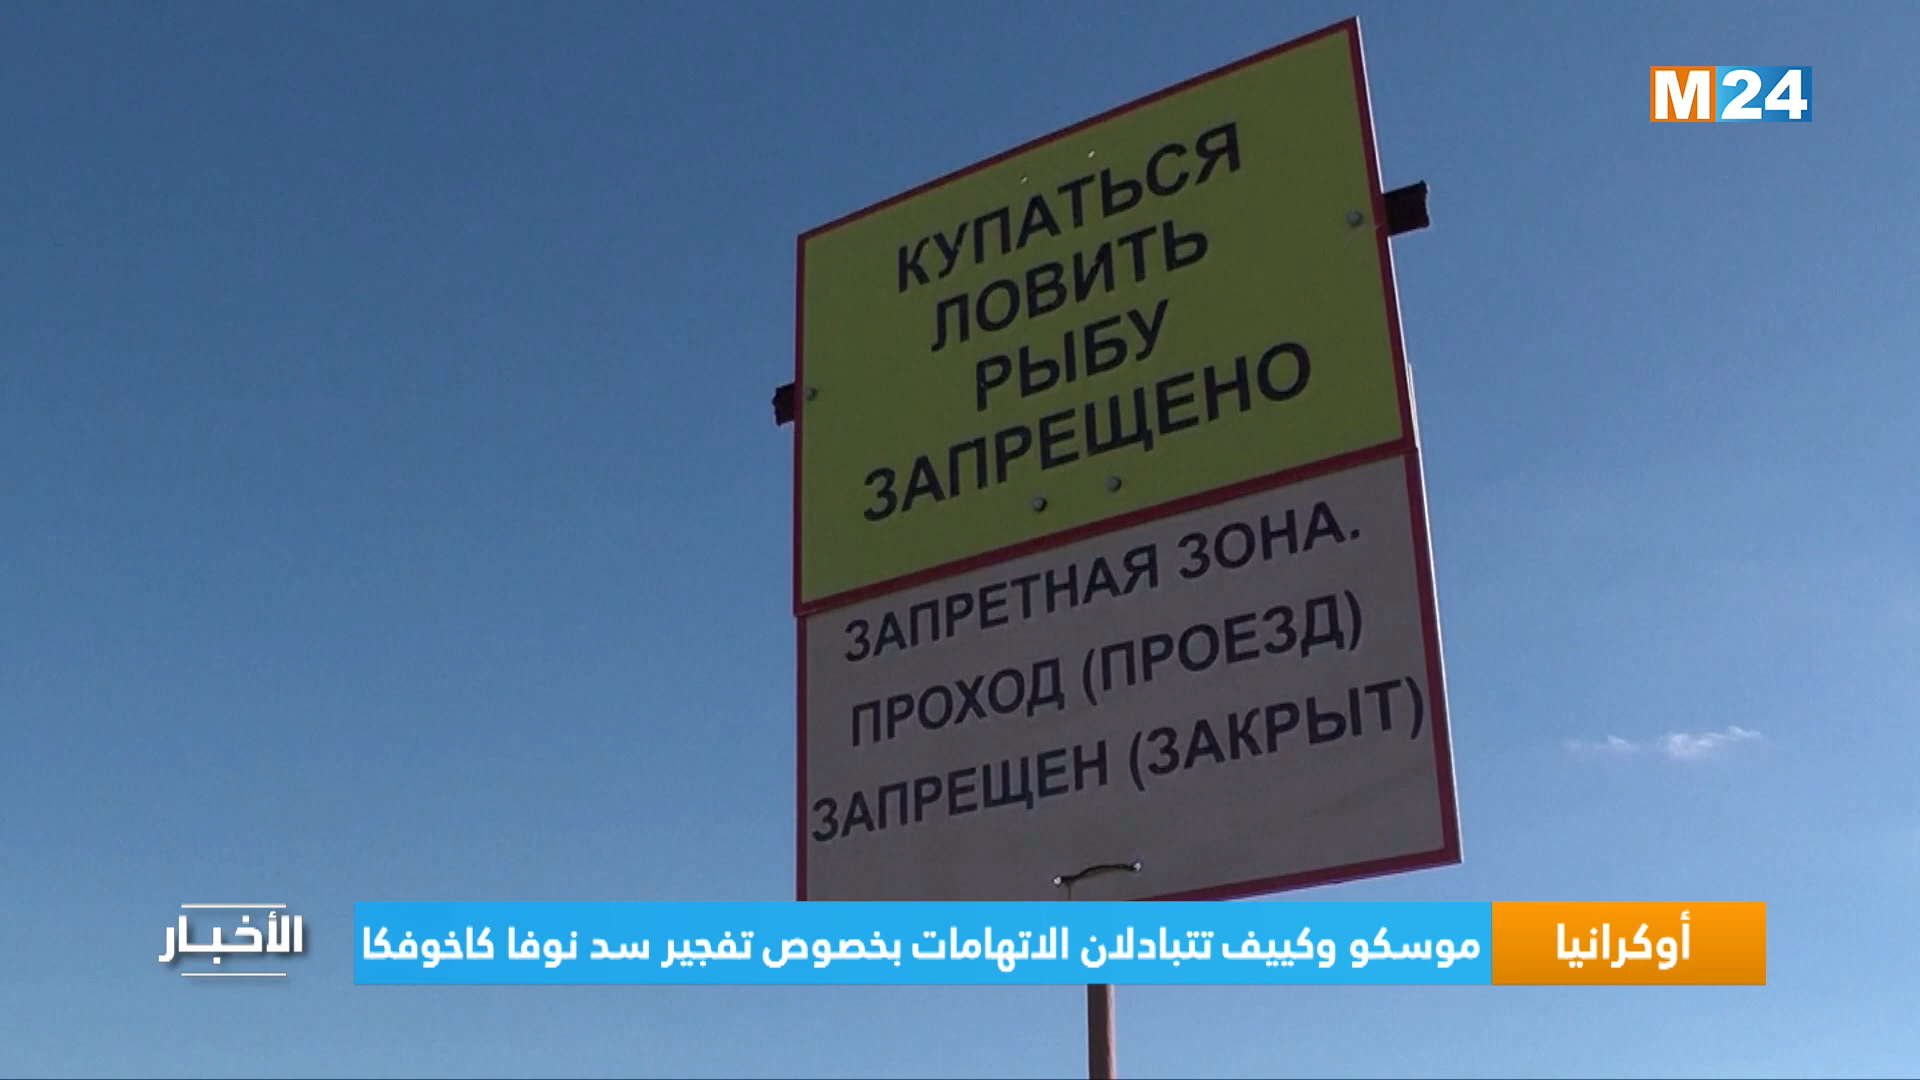 M24
КУПАТЬСЯ
ЛОВИТЬ
РЫБУ
ЗАПРЕЩЕНО
ЗАПРЕТНАЯ ЗОНА.
ПРОХОД (ПРОЕЗД)
ЗАПРЕЩЕН (ЗАКРЫТ)
أوكرانيا
موسكو وكييف تتبادلان الاتهامات بخصوص تفجير سد نوفا كاخوفكا
الأخبار